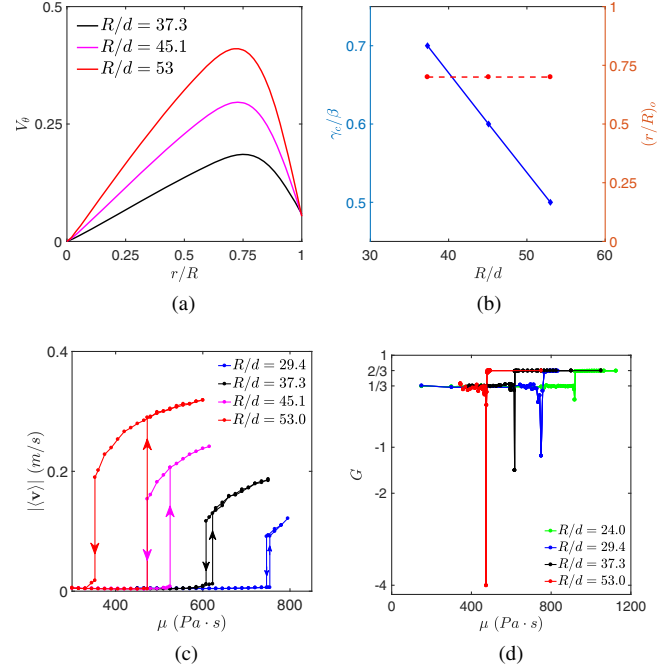 0.5
0.25
0
V_θ
R/d = 37.3
R/d = 45.1
R/d = 53
0 0.25 0.5 0.75 1
r/R
(a)
0.7
0.6
0.5
γ_c/β
1
0.75
0.5
0.25
0
(r/R)_o
30 40 50 60
R/d
(b)
0.4
0.2
0
|⟨v⟩| (m/s)
R/d = 29.4
R/d = 37.3
R/d = 45.1
R/d = 53.0
400 600 800
μ (Pa · s)
(c)
1
2/3
1/3
-1
-2
-4
G
R/d = 24.0
R/d = 29.4
R/d = 37.3
R/d = 53.0
0 400 800 1200
μ (Pa · s)
(d)